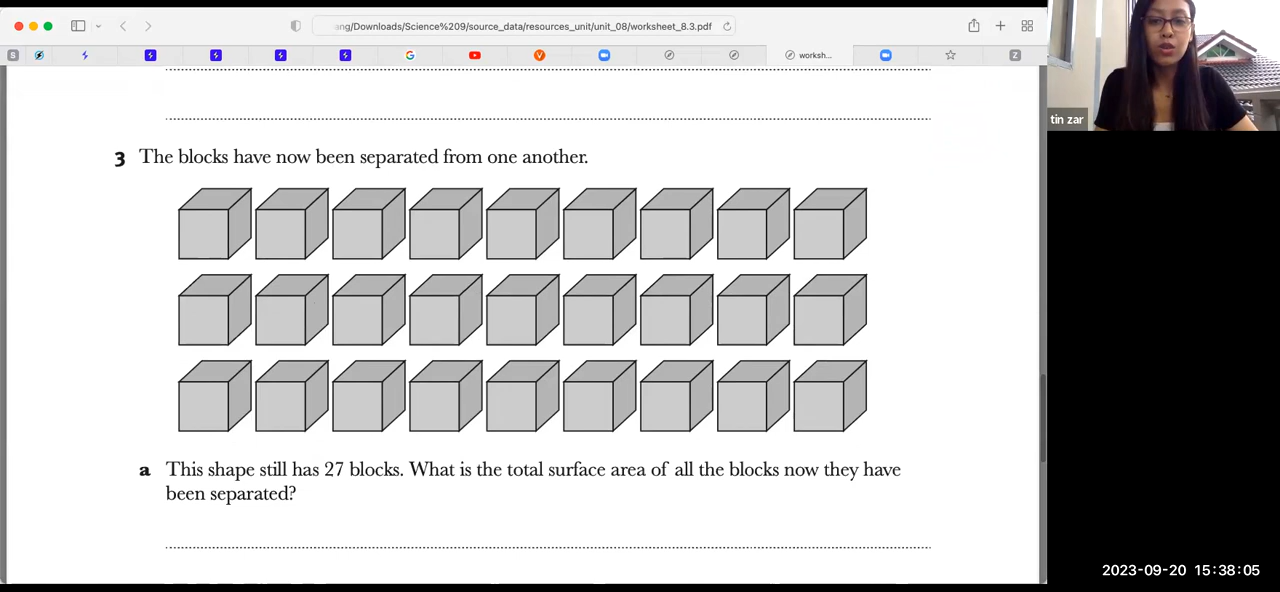 ang/Downloads/Science%209/source_data/resources_unit/unit_08/worksheet_8.3.pdf
S
G
V
worksh...
Z
tin zar
3 The blocks have now been separated from one another.
a This shape still has 27 blocks. What is the total surface area of all the blocks now they have
been separated?
2023-09-20 15:38:05